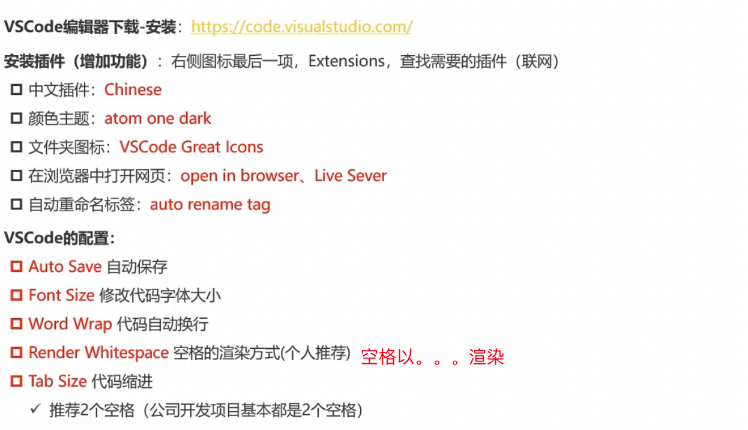 VSCode编辑器下载-安装：https://code.visualstudio.com/
安装插件（增加功能）：右侧图标最后一项，Extensions，查找需要的插件（联网）
中文插件：Chinese
颜色主题：atom one dark
文件夹图标：VSCode Great Icons
在浏览器中打开网页：open in browser、Live Sever
自动重命名标签：auto rename tag
VSCode的配置：
Auto Save 自动保存
Font Size 修改代码字体大小
Word Wrap 代码自动换行
Render Whitespace 空格的渲染方式(个人推荐) 空格以。。。渲染
Tab Size 代码缩进
✓ 推荐2个空格（公司开发项目基本都是2个空格）